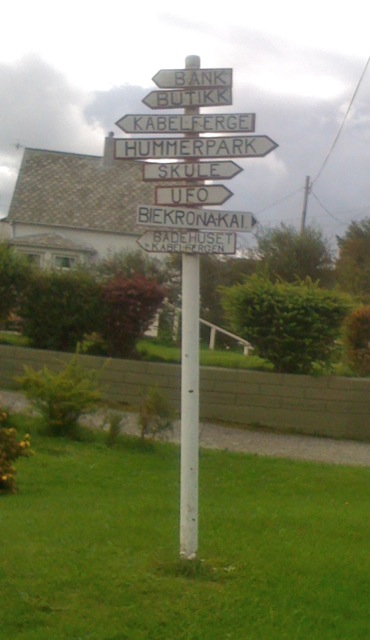 BANK
BUTIKK
KABELFERGE
HUMMERPARK
SKULE
UFO
BIEKRONAKAI
BADEHUSET
KABELFERGEN